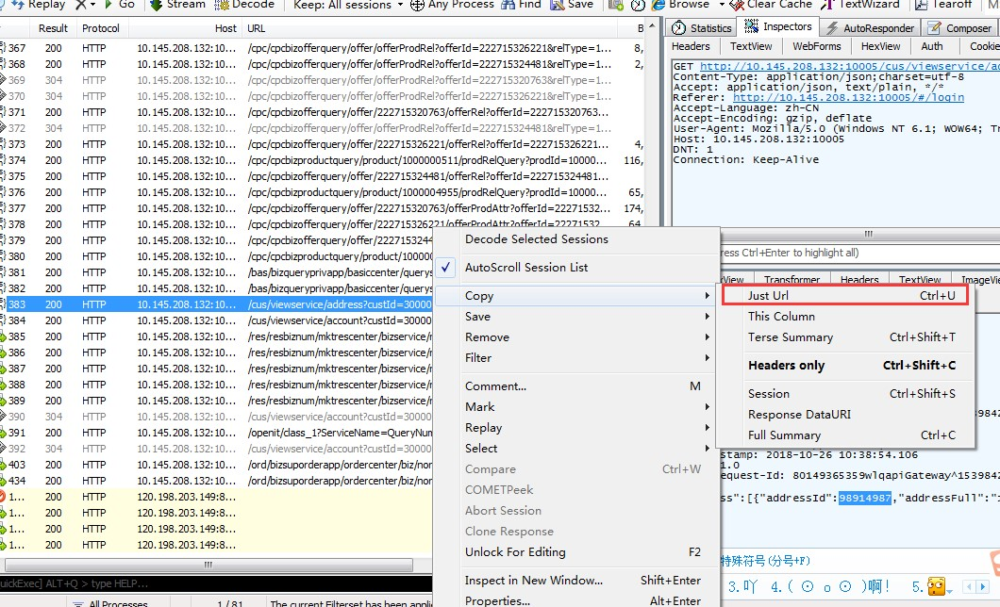 Replay Go Stream Decode Keep: All sessions Any Process Find Save Browse Clear Cache TextWizard Tearoff
Result Protocol Host URL B
Statistics Inspectors AutoResponder Composer
Headers TextView WebForms HexView Auth Cookie
367 200 HTTP 10.145.208.132:10... /cpc/cpcbizofferquery/offer/offerProdRel?offerId=222715326221&relType=1... 8,
368 200 HTTP 10.145.208.132:10... /cpc/cpcbizofferquery/offer/offerProdRel?offerId=222715324481&relType=1... 2,
369 304 HTTP 10.145.208.132:10... /cpc/cpcbizofferquery/offer/offerProdRel?offerId=222715320763&relType=1...
370 304 HTTP 10.145.208.132:10... /cpc/cpcbizofferquery/offer/offerProdRel?offerId=222715326221&relType=1...
371 200 HTTP 10.145.208.132:10... /cpc/cpcbizofferquery/offer/222715320763/offerRel?offerId=222715320763...
372 304 HTTP 10.145.208.132:10... /cpc/cpcbizofferquery/offer/offerProdRel?offerId=222715324481&relType=1...
373 200 HTTP 10.145.208.132:10... /cpc/cpcbizofferquery/offer/222715326221/offerRel?offerId=222715326221... 4,
374 200 HTTP 10.145.208.132:10... /cpc/cpcbizproductquery/product/1000000511/prodRelQuery?prodId=10000... 116,
375 200 HTTP 10.145.208.132:10... /cpc/cpcbizofferquery/offer/222715324481/offerRel?offerId=222715324481...
376 200 HTTP 10.145.208.132:10... /cpc/cpcbizproductquery/product/1000004955/prodRelQuery?prodId=10000... 65,
377 200 HTTP 10.145.208.132:10... /cpc/cpcbizofferquery/offer/222715320763/offerProdAttr?offerId=22271532... 174,
378 200 HTTP 10.145.208.132:10... /cpc/cpcbizofferquery/offer/222715326221/offerProdAttr?offerId=22271532... 64
379 200 HTTP 10.145.208.132:10... /cpc/cpcbizofferquery/offer/2227153244
380 200 HTTP 10.145.208.132:10... /cpc/cpcbizproductquery/product/100000
381 200 HTTP 10.145.208.132:10... /bas/bizqueryprivapp/basiccenter/querys
382 200 HTTP 10.145.208.132:10... /bas/bizqueryprivapp/basiccenter/querys
383 200 HTTP 10.145.208.132:10... /cus/viewservice/address?custId=30000
384 200 HTTP 10.145.208.132:10... /cus/viewservice/account?custId=30000
385 200 HTTP 10.145.208.132:10... /res/resbiznum/mktrescenter/bizservice/
386 200 HTTP 10.145.208.132:10... /res/resbiznum/mktrescenter/bizservice/r
387 200 HTTP 10.145.208.132:10... /res/resbiznum/mktrescenter/bizservice/r
388 200 HTTP 10.145.208.132:10... /res/resbiznum/mktrescenter/bizservice/r
389 200 HTTP 10.145.208.132:10... /res/resbiznum/mktrescenter/bizservice/r
390 304 HTTP 10.145.208.132:10... /cus/viewservice/account?custId=30000
391 200 HTTP 10.145.208.132:10... /openit/class_1?ServiceName=QueryNum
392 304 HTTP 10.145.208.132:10... /cus/viewservice/account?custId=30000
403 200 HTTP 10.145.208.132:10... /ord/bizsuporderapp/ordercenter/biz/nor
434 200 HTTP 10.145.208.132:10... /ord/bizsuporderapp/ordercenter/biz/nor
1... 200 HTTP 120.198.203.149:8...
1... 200 HTTP 120.198.203.149:8...
1... 200 HTTP 120.198.203.149:8...
1... 200 HTTP 120.198.203.149:8...
uickExec] ALT+Q > type HELP...
All Processes 1 / 81 The current Filterset has been applied
GET http://10.145.208.132:10005/cus/viewservice/ad
Content-Type: application/json;charset=utf-8
Accept: application/json, text/plain, */*
Referer: http://10.145.208.132:10005/#/login
Accept-Language: zh-CN
Accept-Encoding: gzip, deflate
User-Agent: Mozilla/5.0 (Windows NT 6.1; WOW64; Tr
Host: 10.145.208.132:10005
DNT: 1
Connection: Keep-Alive
ress Ctrl+Enter to highlight all)
View Transformer Headers TextView ImageVie
Decode Selected Sessions
AutoScroll Session List
Copy
Save
Remove
Filter
Comment... M
Mark
Replay
Select
Compare Ctrl+W
COMETPeek
Abort Session
Clone Response
Unlock For Editing F2
Inspect in New Window... Shift+Enter
Properties... Alt+Enter
Just Url Ctrl+U
This Column
Terse Summary Ctrl+Shift+T
Headers only Ctrl+Shift+C
Session Ctrl+Shift+S
Response DataURI
Full Summary Ctrl+C
stamp: 2018-10-26 10:38:54.106
1.0
equest-Id: 80149365359wlqapiGateway^1539842
ss":[{"addressId":98914987,"addressFull":"
特殊符号(分号+F)
3.吖 4.( ⊙ o ⊙ )啊! 5.